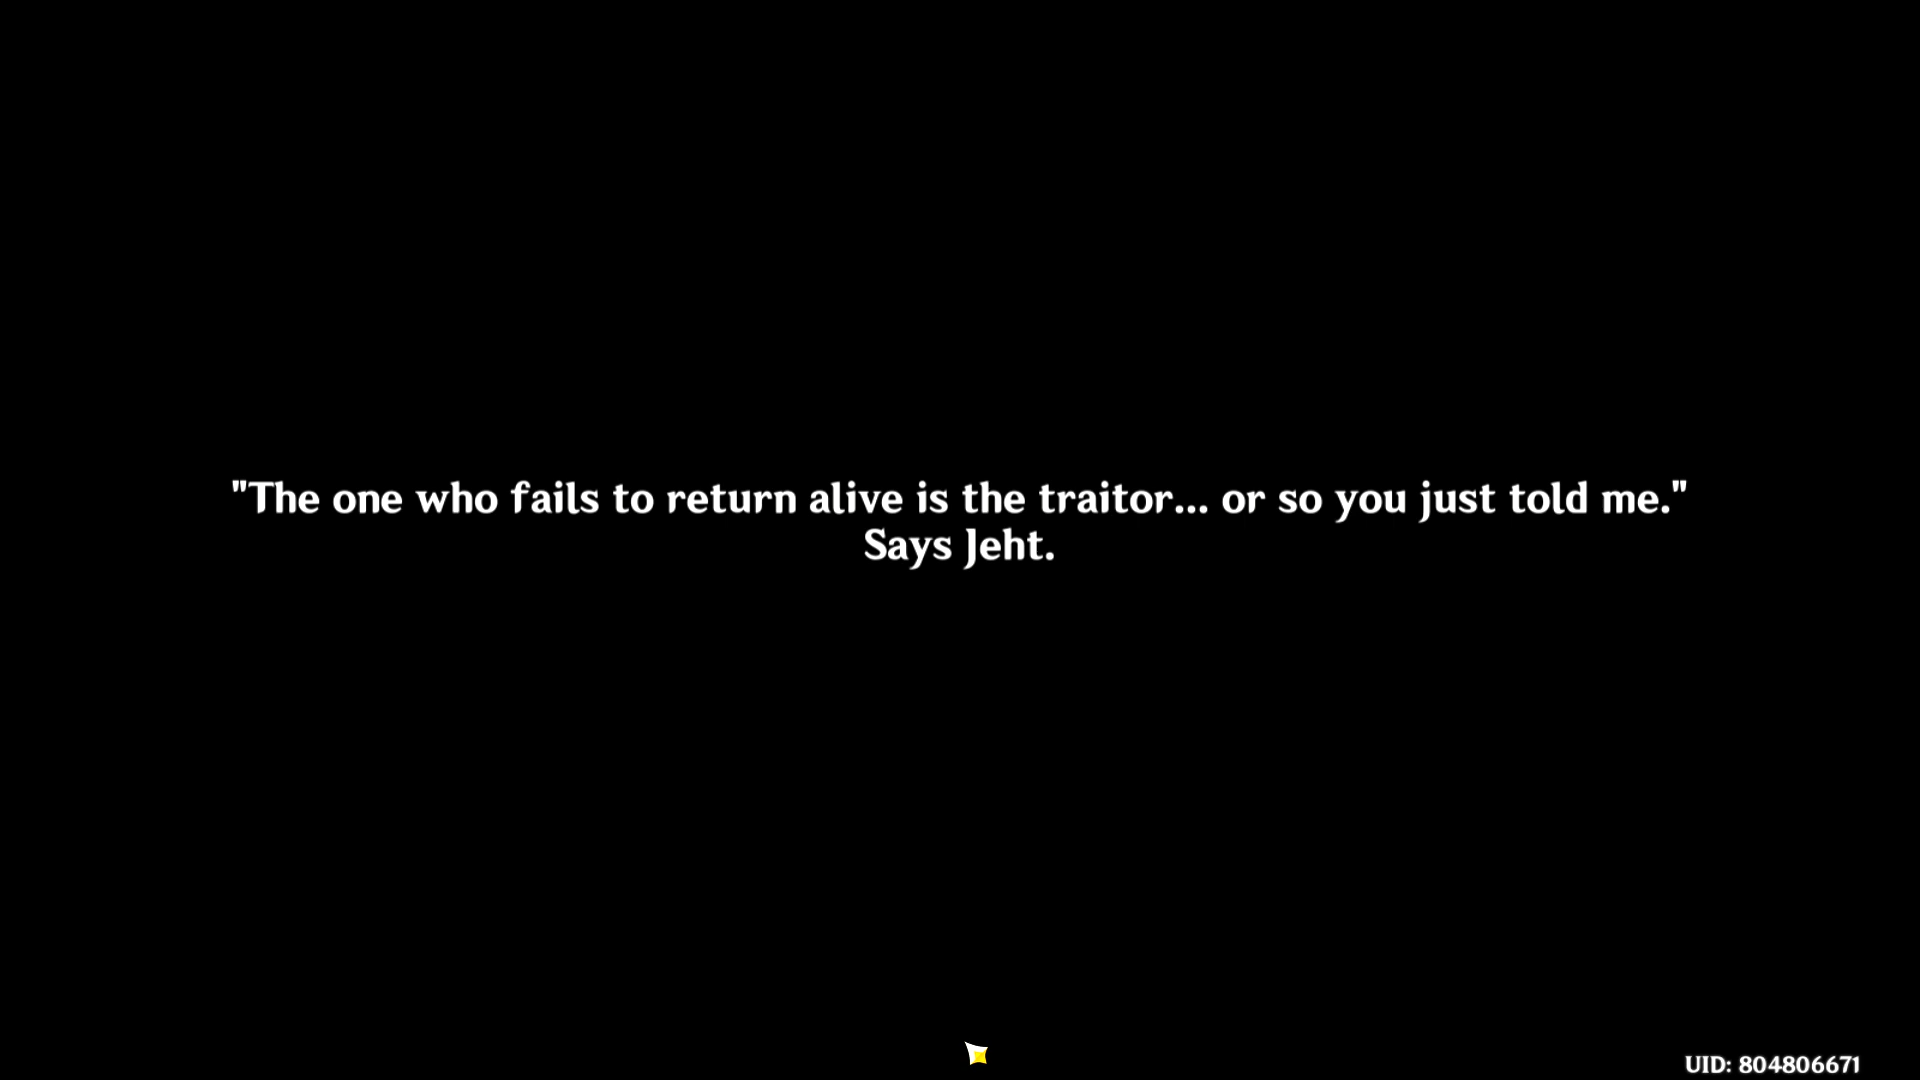 "The one who fails to return alive is the traitor... or so you just told me."
Says Jeht.
UID: 804806671